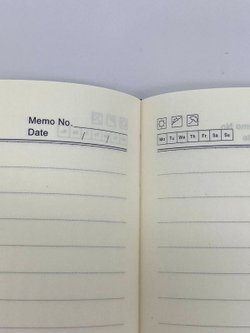 Memo No.
Date / /
Mo Tu We Th Fr Sa Su